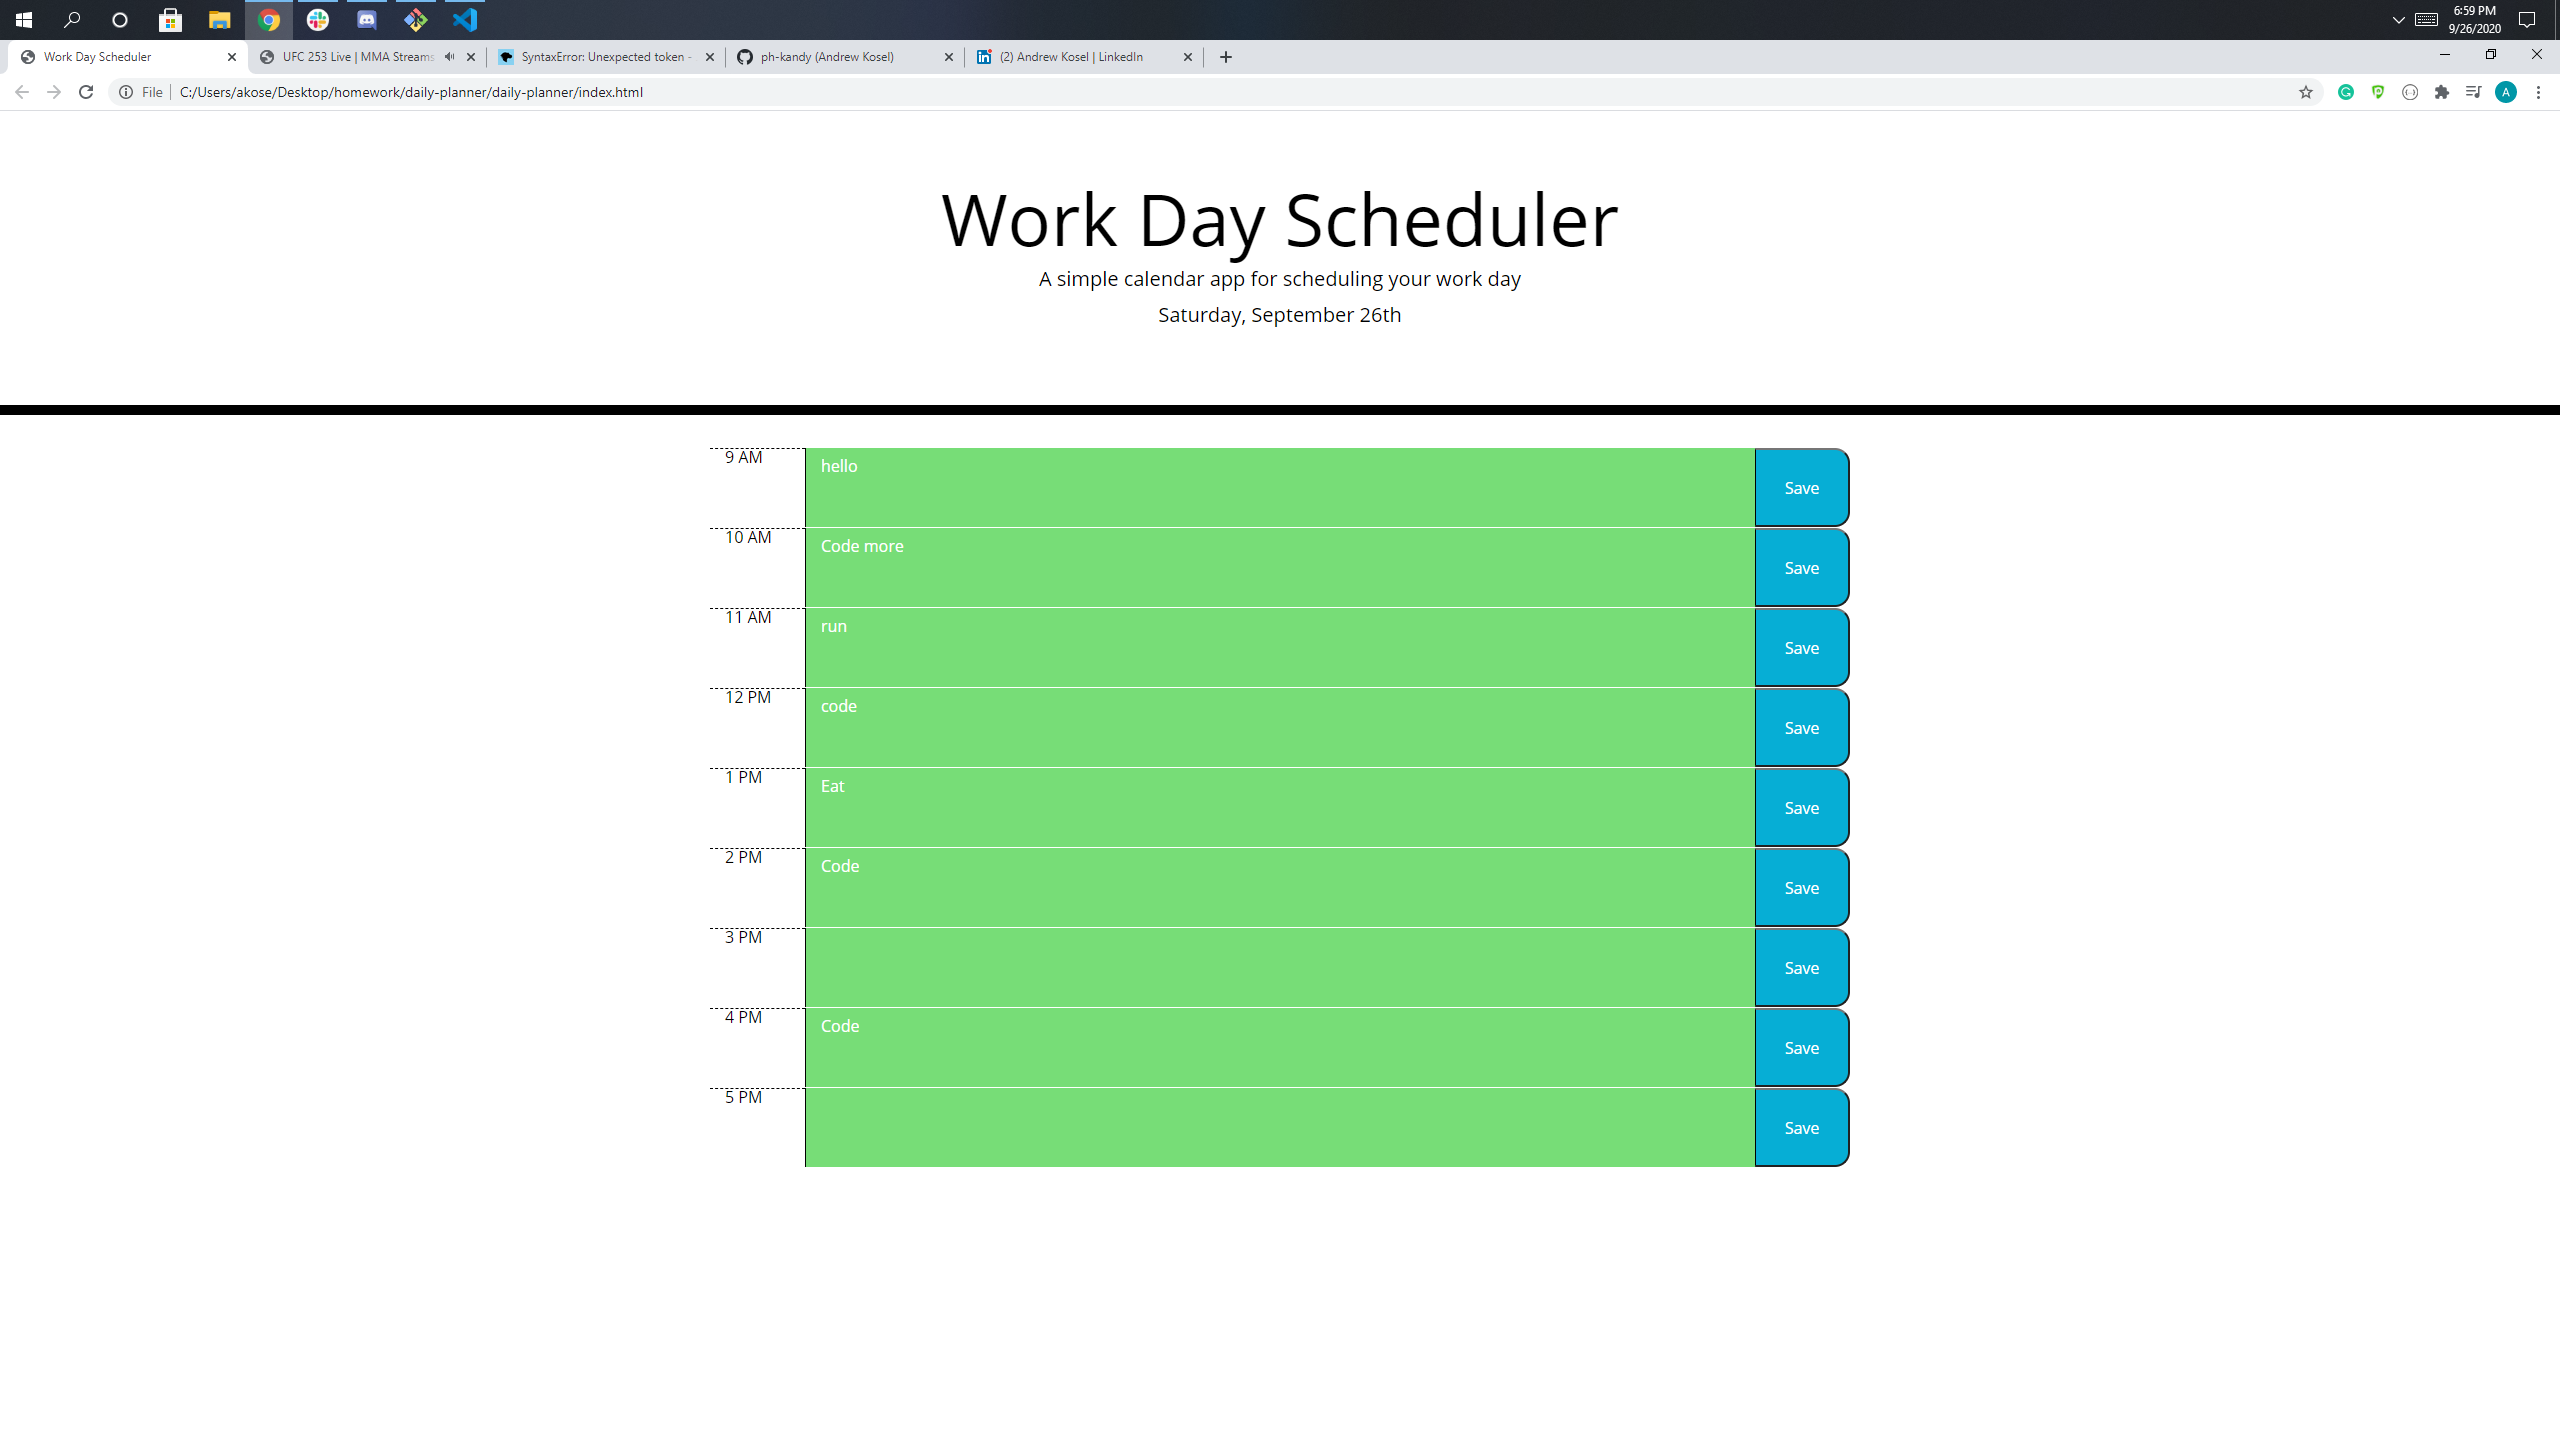 6:59 PM
9/26/2020
Work Day Scheduler
UFC 253 Live | MMA Streams
SyntaxError: Unexpected token -
ph-kandy (Andrew Kosel)
(2) Andrew Kosel | LinkedIn
File
C:/Users/akose/Desktop/homework/daily-planner/daily-planner/index.html
A
Work Day Scheduler
A simple calendar app for scheduling your work day
Saturday, September 26th
9 AM
hello
Save
10 AM
Code more
Save
11 AM
run
Save
12 PM
code
Save
1 PM
Eat
Save
2 PM
Code
Save
3 PM
Save
4 PM
Code
Save
5 PM
Save